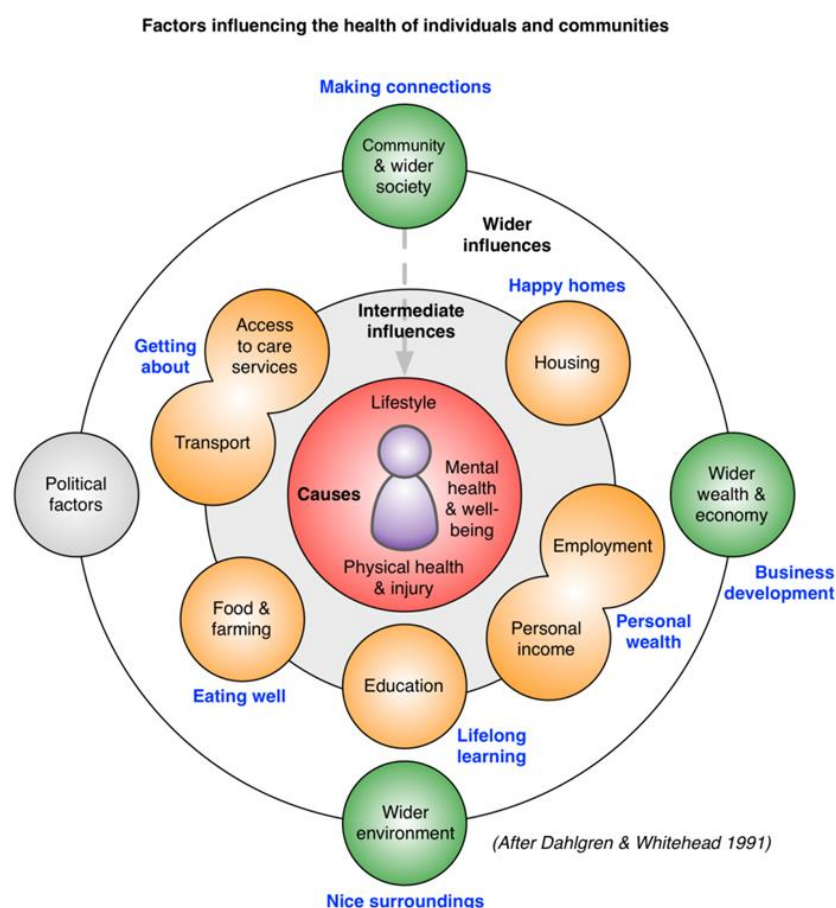 Factors influencing the health of individuals and communities
Making connections
Community
& wider
society
Wider
influences
Happy homes
Intermediate
influences
Access
to care
services
Getting
about
Housing
Transport
Lifestyle
Causes
Mental
health
& well-
being
Physical health
& injury
Political
factors
Wider
wealth &
economy
Business
development
Employment
Personal
income
Personal
wealth
Food &
farming
Eating well
Education
Lifelong
learning
Wider
environment
(After Dahlgren & Whitehead 1991)
Nice surroundings